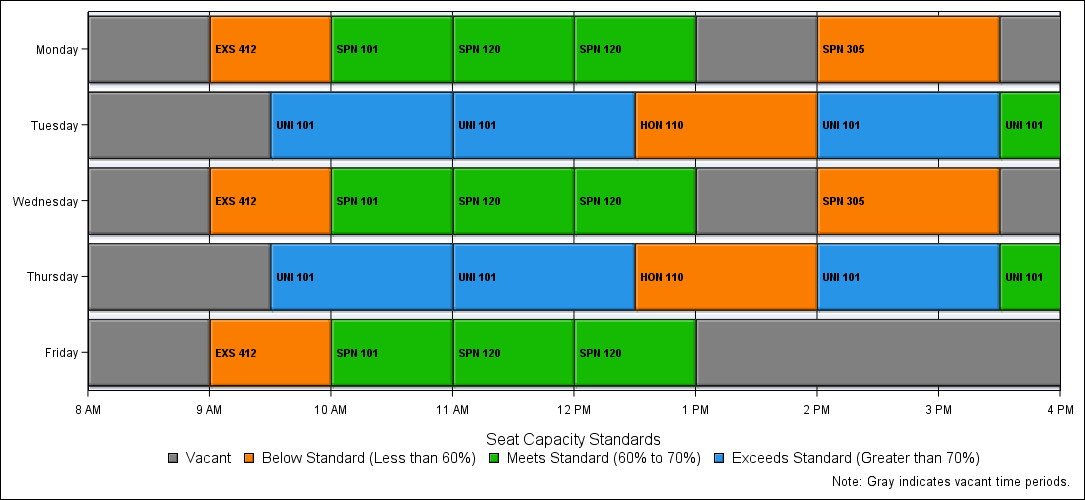 Monday EXS 412 SPN 101 SPN 120 SPN 120 SPN 305
Tuesday UNI 101 UNI 101 HON 110 UNI 101 UNI 101
Wednesday EXS 412 SPN 101 SPN 120 SPN 120 SPN 305
Thursday UNI 101 UNI 101 HON 110 UNI 101 UNI 101
Friday EXS 412 SPN 101 SPN 120 SPN 120
8 AM 9 AM 10 AM 11 AM 12 PM 1 PM 2 PM 3 PM 4 PM
Seat Capacity Standards
Vacant Below Standard (Less than 60%) Meets Standard (60% to 70%) Exceeds Standard (Greater than 70%)
Note: Gray indicates vacant time periods.